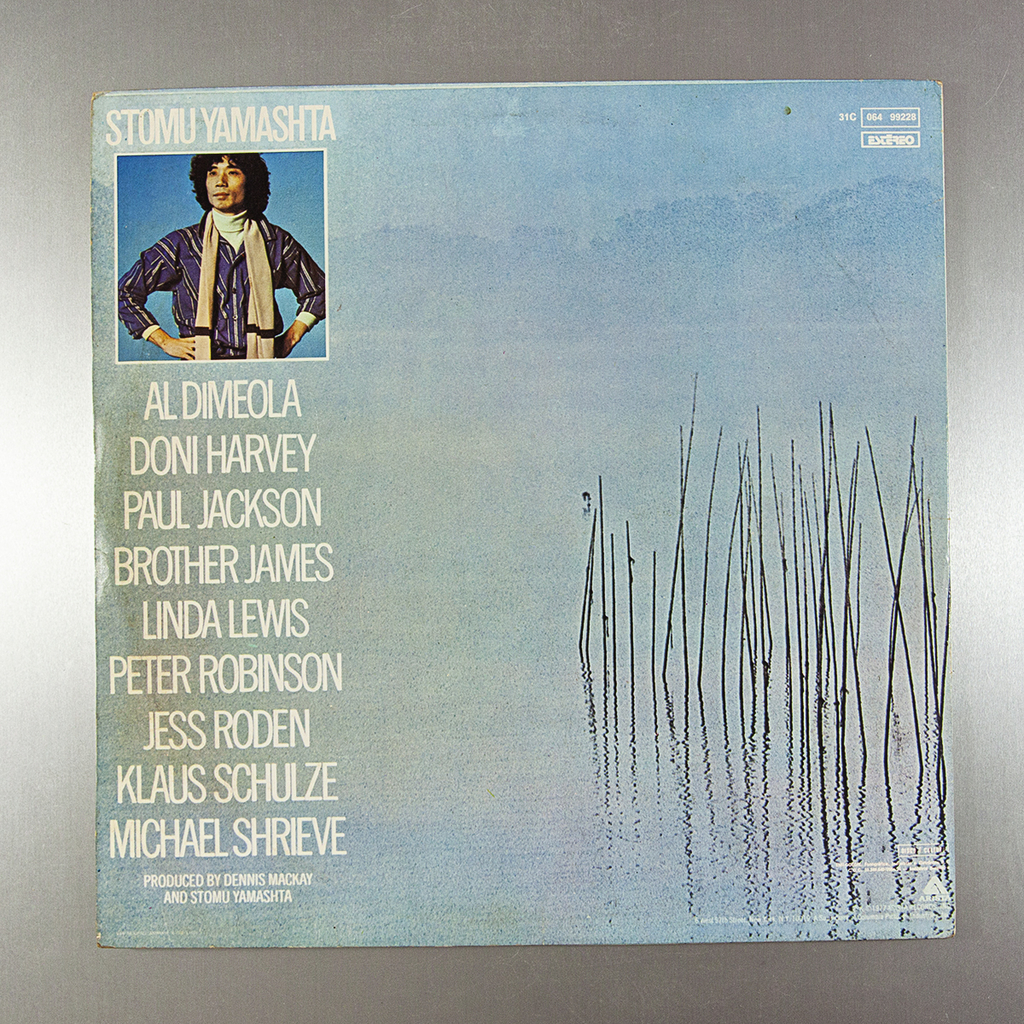 STOMU YAMASHTA
31C 064 99228
ESTÉREO
AL DIMEOLA
DONI HARVEY
PAUL JACKSON
BROTHER JAMES
LINDA LEWIS
PETER ROBINSON
JESS RODEN
KLAUS SCHULZE
MICHAEL SHRIEVE
PRODUCED BY DENNIS MACKAY
AND STOMU YAMASHTA